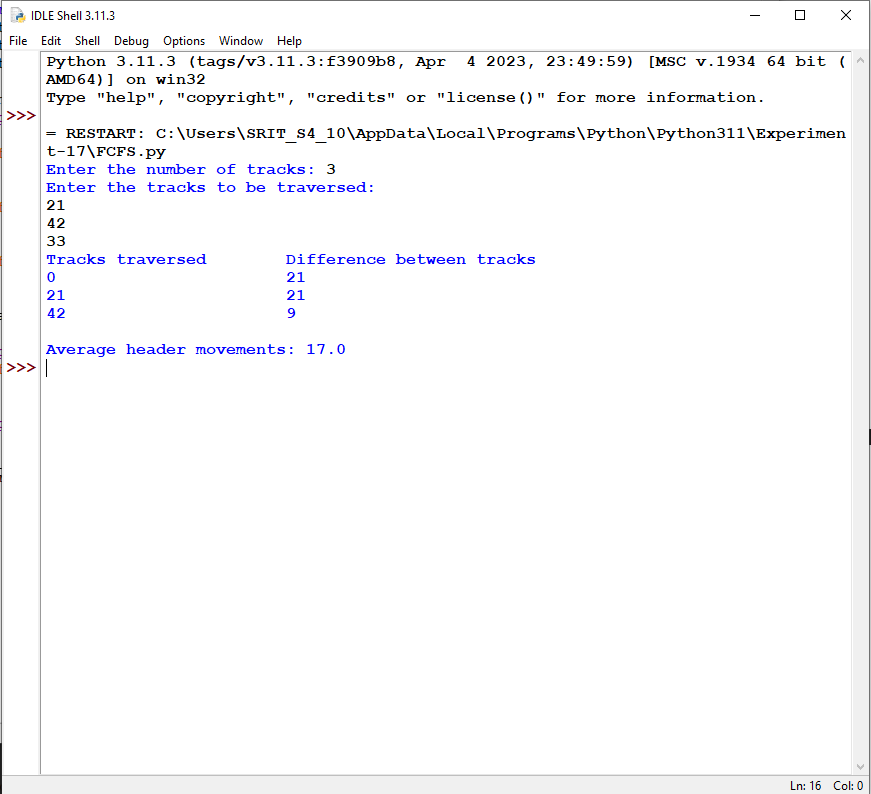 IDLE Shell 3.11.3
File Edit Shell Debug Options Window Help
Python 3.11.3 (tags/v3.11.3:f3909b8, Apr  4 2023, 23:49:59) [MSC v.1934 64 bit (
AMD64)] on win32
Type "help", "copyright", "credits" or "license()" for more information.
>>>
= RESTART: C:\Users\SRIT_S4_10\AppData\Local\Programs\Python\Python311\Experimen
t-17\FCFS.py
Enter the number of tracks: 3
Enter the tracks to be traversed:
21
42
33
Tracks traversed        Difference between tracks
0                       21
21                      21
42                      9
Average header movements: 17.0
>>>
Ln: 16 Col: 0